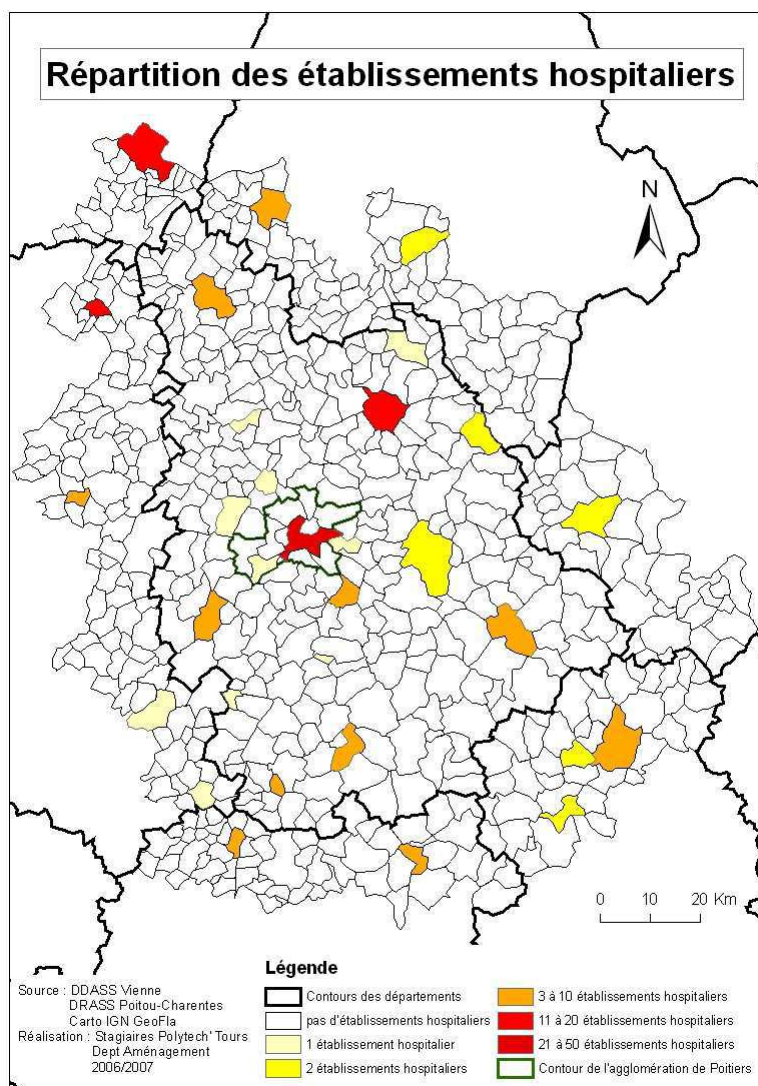 Répartition des établissements hospitaliers
N
0 10 20 Km
Légende
Contours des départements
pas d'établissements hospitaliers
1 établissement hospitalier
2 établissements hospitaliers
3 à 10 établissements hospitaliers
11 à 20 établissements hospitaliers
21 à 50 établissements hospitaliers
Contour de l'agglomération de Poitiers
Source : DDASS Vienne
DRASS Poitou-Charentes
Carto IGN GeoFla
Réalisation : Stagiaires Polytech' Tours
Dept Aménagement
2006/2007